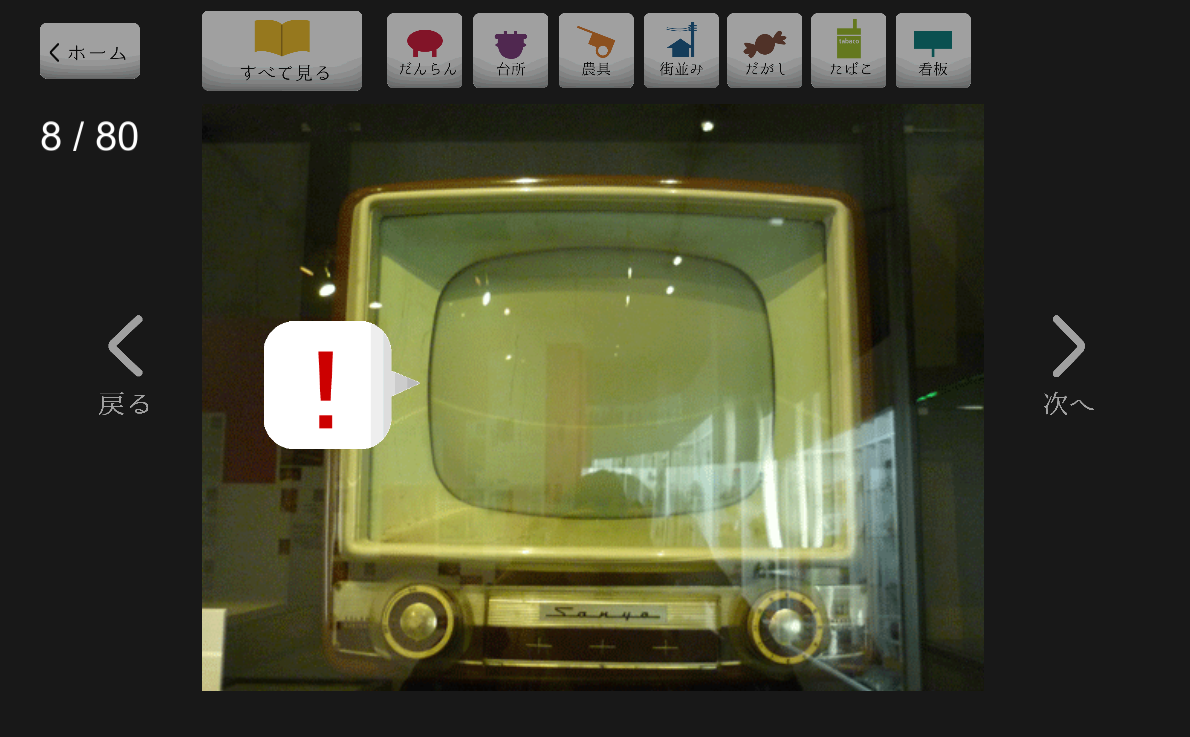 ホーム
すべて見る
だんらん
台所
農具
街並み
だがし
tabaco
たばこ
看板
8 / 80
!
戻る
次へ
Sanyo